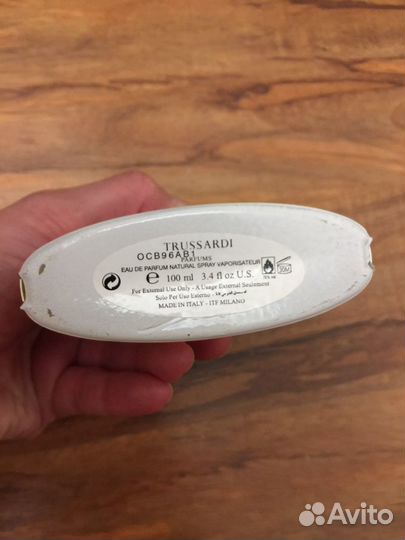 TRUSSARDI
PARFUMS
OCB96AB1
EAU DE PARFUM NATURAL SPRAY VAPORISATEUR
℮ 100 ml 3.4 fl oz U.S.
For External Use Only - A Usage External Seulement
Solo Per Uso Esterno -
MADE IN ITALY - ITF MILANO
Avito